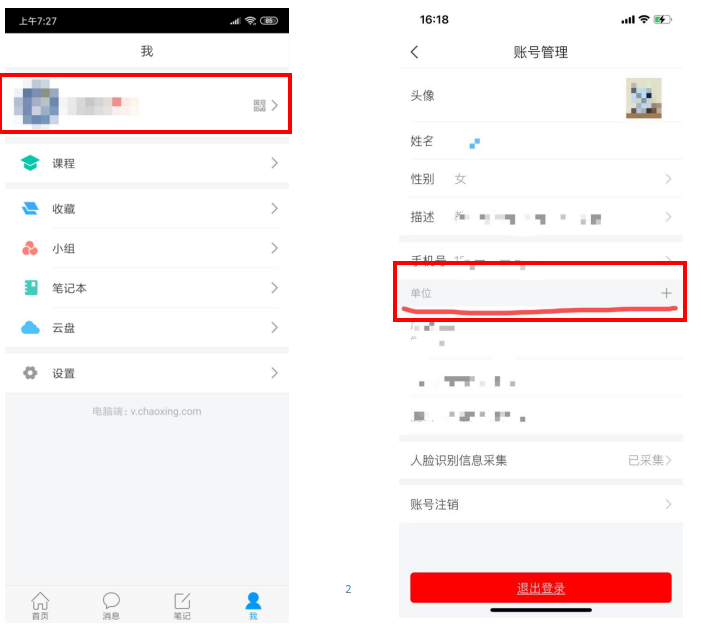 上午7:27
65
我
课程
收藏
小组
笔记本
云盘
设置
电脑端：v.chaoxing.com
首页
消息
笔记
我
2
16:18
账号管理
头像
姓名
性别 女
描述
手机号
单位
人脸识别信息采集 已采集
账号注销
退出登录